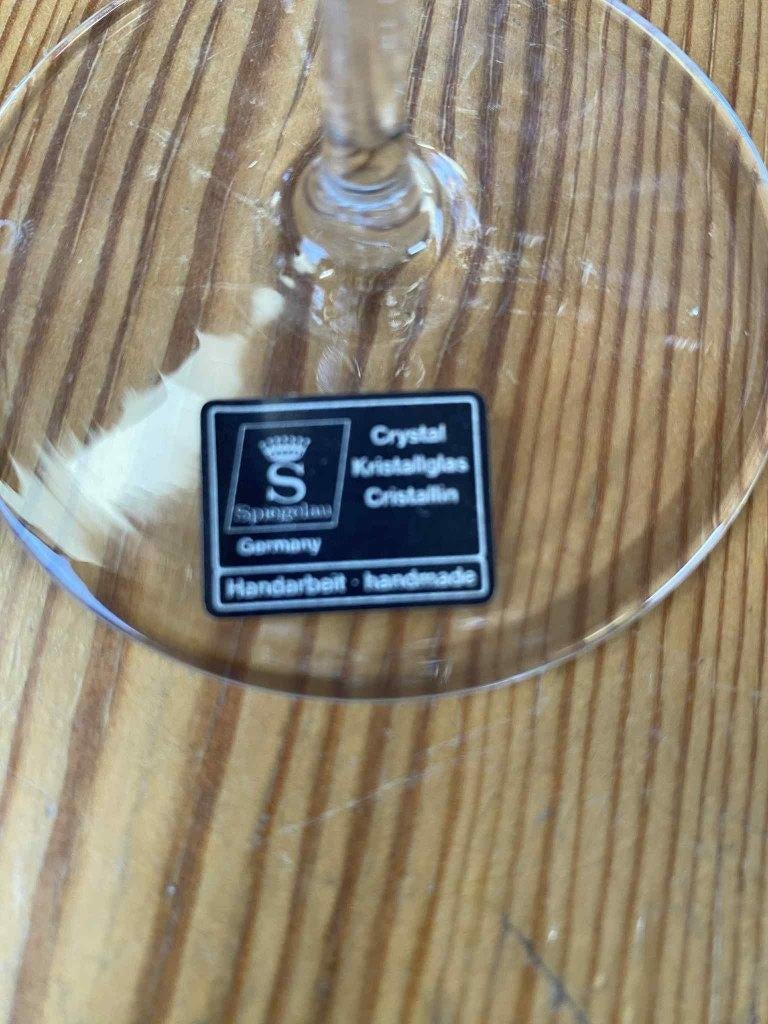 S
Spiegelau
Germany
Crystal
Kristallglas
Cristallin
Handarbeit · handmade